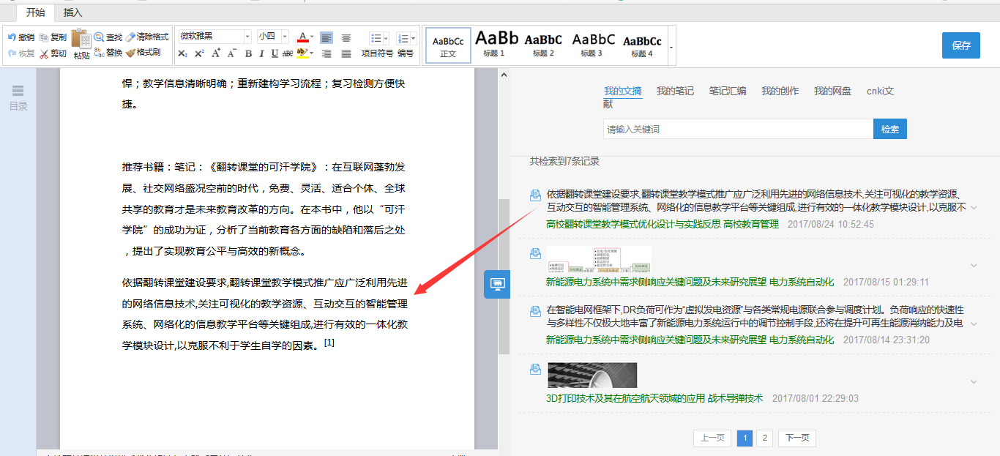 开始 插入
撤销 复制 粘贴 查找 清除格式
恢复 剪切 替换 格式刷
微软雅黑 小四 A
X₂ X² A A B I U ABC ab
项目符号 编号
AaBbCc 正文
AaBb 标题 1
AaBbC 标题 2
AaBbC 标题 3
AaBbCc 标题 4
保存
目录
悍；教学信息清晰明确；重新建构学习流程；复习检测方便快
捷。
推荐书籍：笔记：《翻转课堂的可汗学院》：在互联网蓬勃发
展、社交网络盛况空前的时代，免费、灵活、适合个体、全球
共享的教育才是未来教育改革的方向。在本书中，他以“可汗
学院”的成功为证，分析了当前教育各方面的缺陷和落后之处
，提出了实现教育公平与高效的新概念。
依据翻转课堂建设要求,翻转课堂教学模式推广应广泛利用先进
的网络信息技术,关注可视化的教学资源、互动交互的智能管理
系统、网络化的信息教学平台等关键组成,进行有效的一体化教
学模块设计,以克服不利于学生自学的因素。[1]
我的文摘 我的笔记 笔记汇编 我的创作 我的网盘 cnki文
献
请输入关键词 检索
共检索到7条记录
依据翻转课堂建设要求,翻转课堂教学模式推广应广泛利用先进的网络信息技术,关注可视化的教学资源、
互动交互的智能管理系统、网络化的信息教学平台等关键组成,进行有效的一体化教学模块设计,以克服不
高校翻转课堂教学模式优化设计与实践反思 高校教育管理 2017/08/24 10:52:45
新能源电力系统中需求侧响应关键问题及未来研究展望 电力系统自动化 2017/08/15 01:29:11
在智能电网框架下,DR负荷可作为“虚拟发电资源”与各类常规电源联合参与调度计划。负荷响应的快速性
与多样性不仅极大地丰富了新能源电力系统运行中的调节控制手段,还将在提升可再生能源消纳能力及电
新能源电力系统中需求侧响应关键问题及未来研究展望 电力系统自动化 2017/08/14 23:31:20
3D打印技术及其在航空航天领域的应用 战术导弹技术 2017/08/01 22:29:03
上一页 1 2 下一页